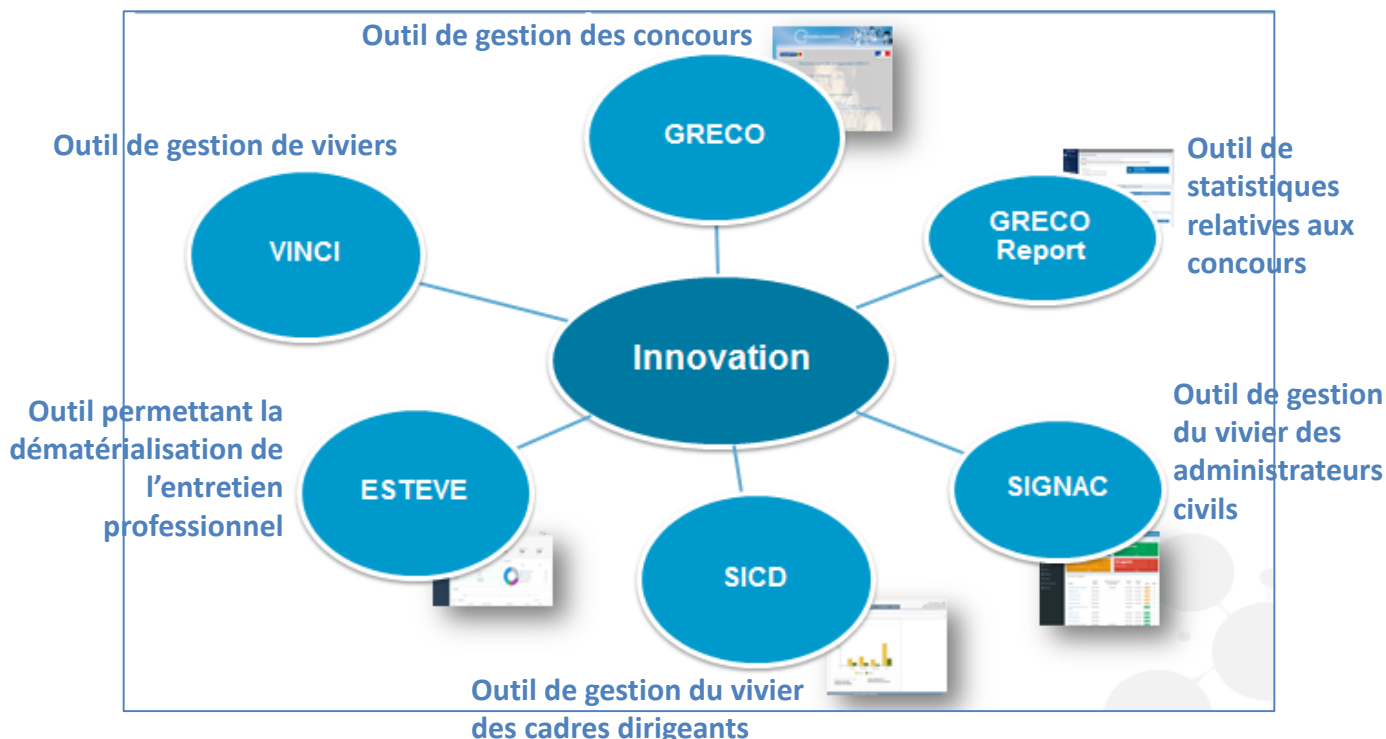 Outil de gestion des concours
GRECO
Outil de gestion de viviers
VINCI
Outil de
statistiques
relatives aux
concours
GRECO
Report
Innovation
Outil permettant la
dématérialisation de
l’entretien
professionnel
ESTEVE
Outil de gestion
du vivier des
administrateurs
civils
SIGNAC
SICD
Outil de gestion du vivier
des cadres dirigeants